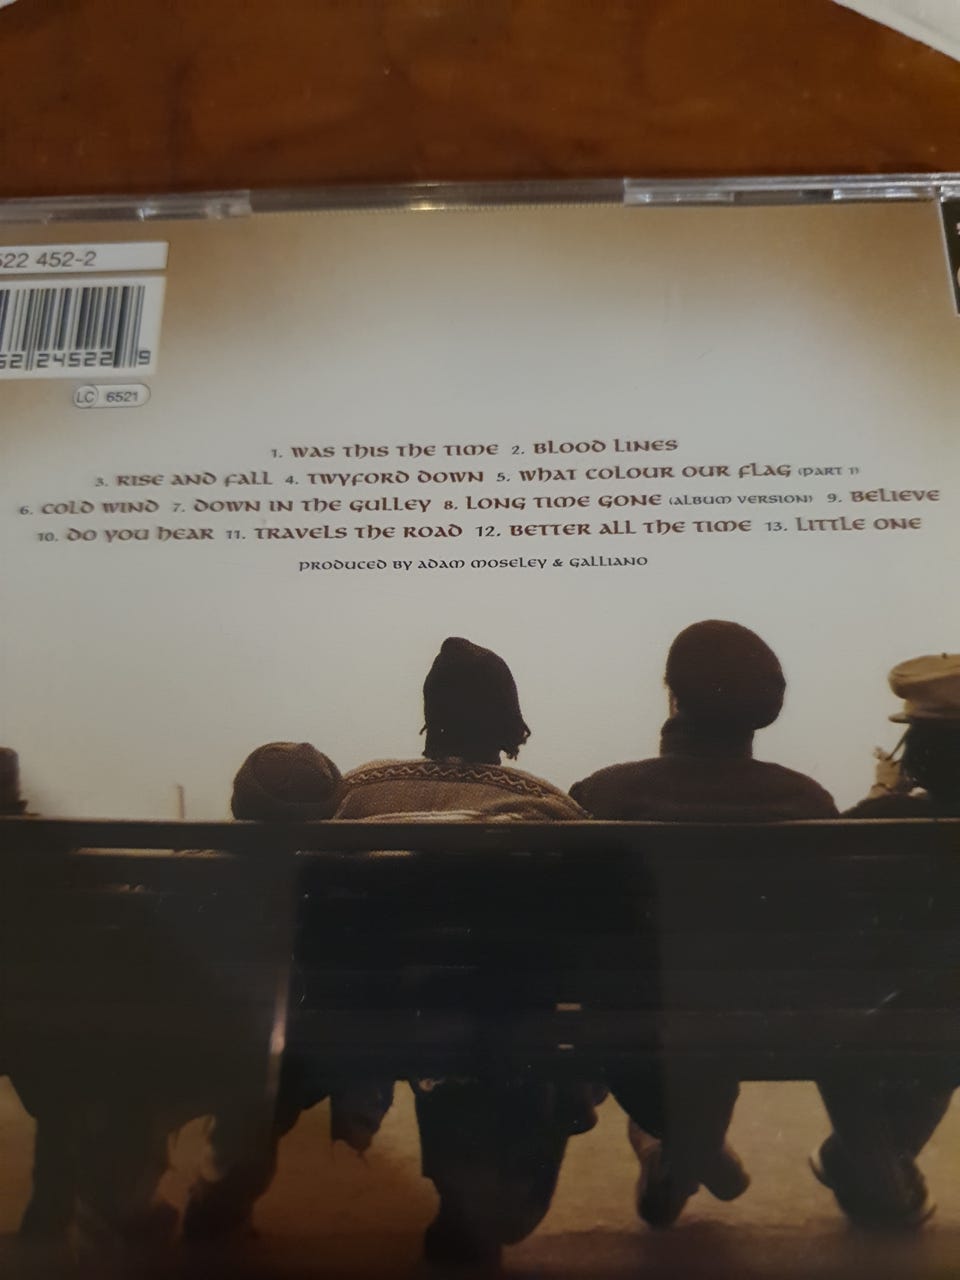 522 452-2
LC 6521
1. WAS THIS THE TIME 2. BLOOD LINES
3. RISE AND FALL 4. TWYFORD DOWN 5. WHAT COLOUR OUR FLAG (PART 1)
6. COLD WIND 7. DOWN IN THE GULLEY 8. LONG TIME GONE (ALBUM VERSION) 9. BELIEVE
10. DO YOU HEAR 11. TRAVELS THE ROAD 12. BETTER ALL THE TIME 13. LITTLE ONE
PRODUCED BY ADAM MOSELEY & GALLIANO